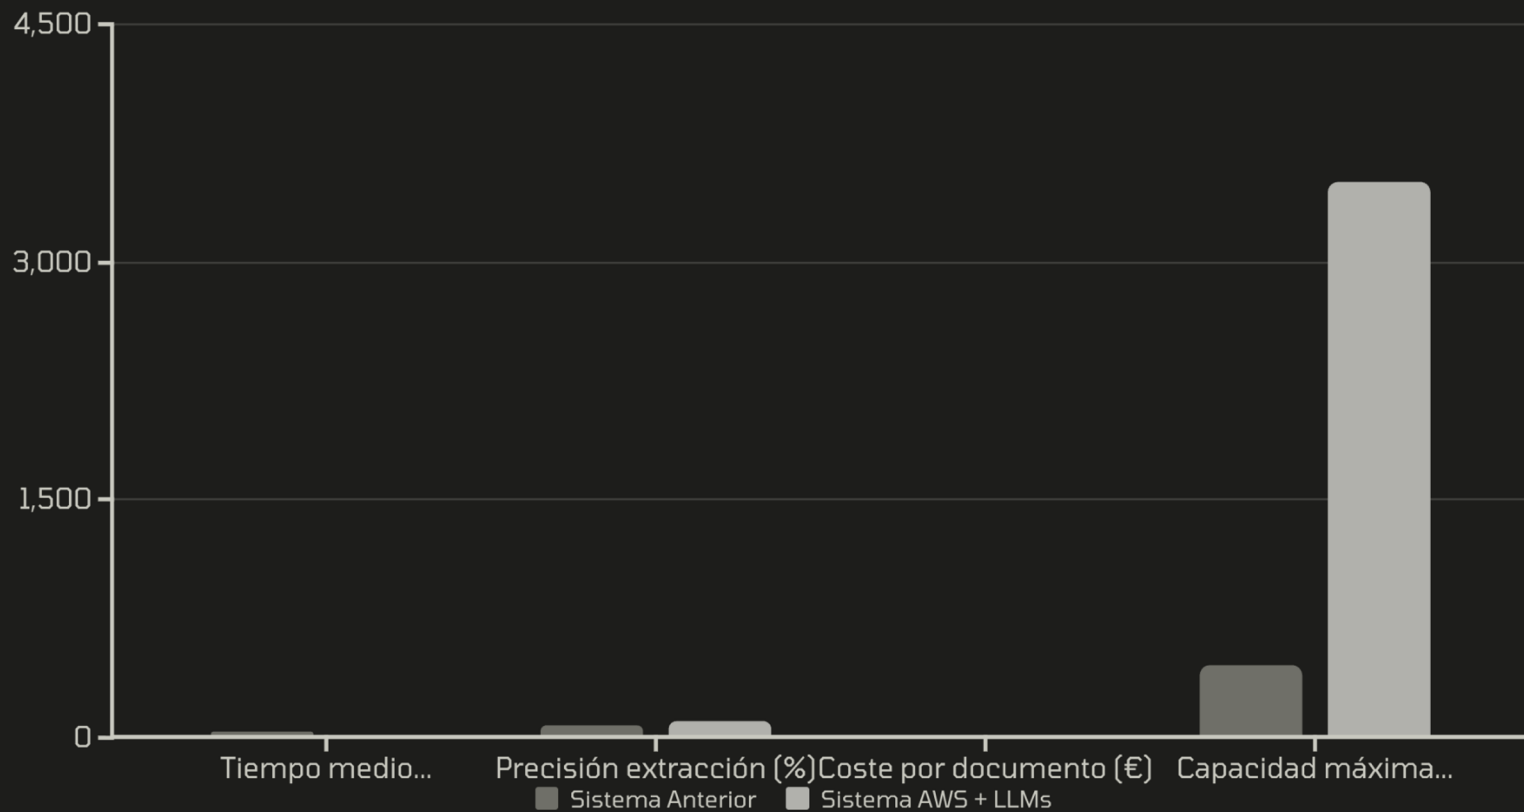 4,500
3,000
1,500
0
Tiempo medio...
Precisión extracción (%)
Coste por documento (€)
Capacidad máxima...
Sistema Anterior
Sistema AWS + LLMs